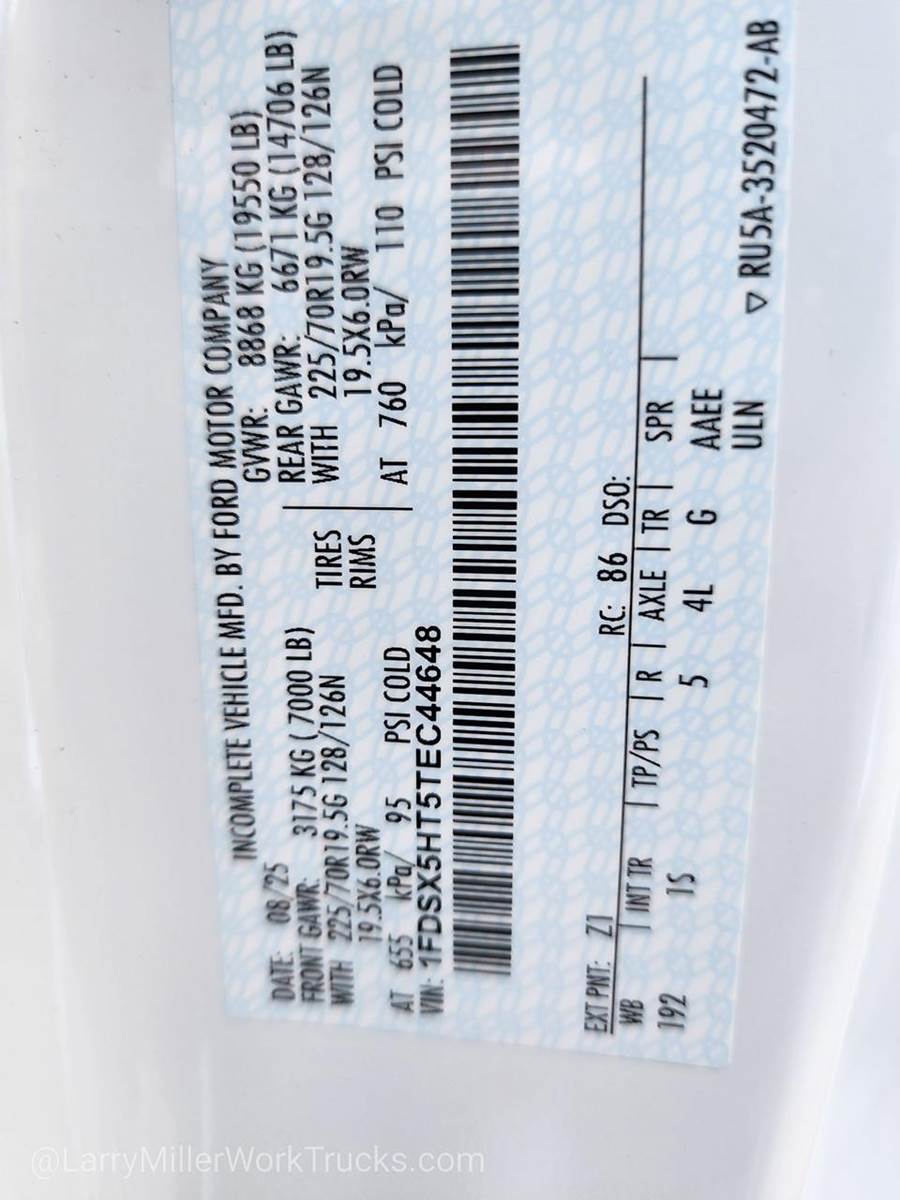 INCOMPLETE VEHICLE MFD. BY FORD MOTOR COMPANY
DATE: 08/25 GVWR: 8868 KG (19550 LB)
FRONT GAWR: 3175 KG (7000 LB) REAR GAWR: 6671 KG (14706 LB)
WITH 225/70R19.5G 128/126N TIRES WITH 225/70R19.5G 128/126N
19.5X6.0RW RIMS 19.5X6.0RW
AT 655 kPa/ 95 PSI COLD AT 760 kPa/ 110 PSI COLD
VIN: 1FDSX5HT5TEC44648
EXT PNT: Z1 RC: 86 DSO:
WB | INT TR | TP/PS | R | AXLE | TR | SPR |
192 1S 5 4L G AAEE
ULN
▽ RU5A-3520472-AB
@LarryMillerWorkTrucks.com